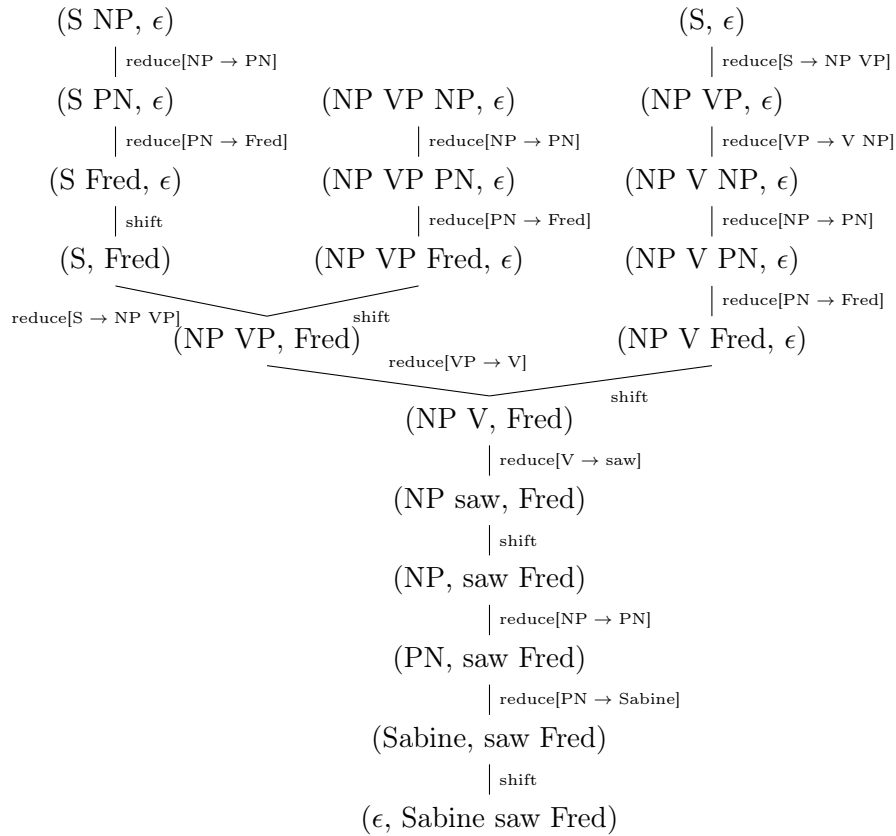 (S NP, ϵ) (S, ϵ)
reduce[NP → PN] reduce[S → NP VP]
(S PN, ϵ) (NP VP NP, ϵ) (NP VP, ϵ)
reduce[PN → Fred] reduce[NP → PN] reduce[VP → V NP]
(S Fred, ϵ) (NP VP PN, ϵ) (NP V NP, ϵ)
shift reduce[PN → Fred] reduce[NP → PN]
(S, Fred) (NP VP Fred, ϵ) (NP V PN, ϵ)
reduce[S → NP VP] shift reduce[PN → Fred]
(NP VP, Fred) (NP V Fred, ϵ)
reduce[VP → V] shift
(NP V, Fred)
reduce[V → saw]
(NP saw, Fred)
shift
(NP, saw Fred)
reduce[NP → PN]
(PN, saw Fred)
reduce[PN → Sabine]
(Sabine, saw Fred)
shift
(ϵ, Sabine saw Fred)